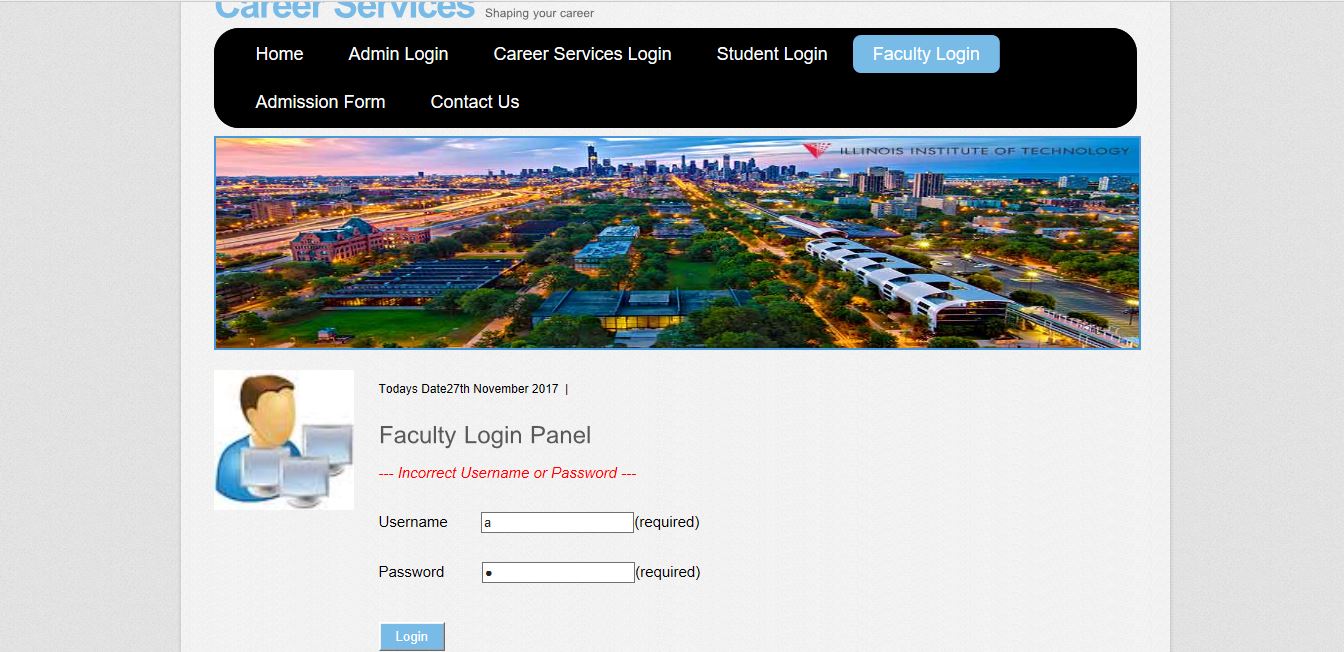 Career Services Shaping your career
Home Admin Login Career Services Login Student Login Faculty Login
Admission Form Contact Us
ILLINOIS INSTITUTE OF TECHNOLOGY
Todays Date27th November 2017 |
Faculty Login Panel
--- Incorrect Username or Password ---
Username a (required)
Password • (required)
Login